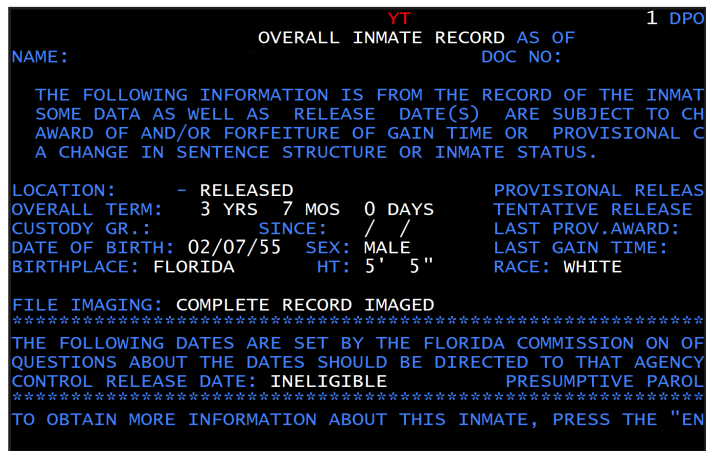 YT 1 DPO
OVERALL INMATE RECORD AS OF
NAME: DOC NO:
THE FOLLOWING INFORMATION IS FROM THE RECORD OF THE INMAT
SOME DATA AS WELL AS RELEASE DATE(S) ARE SUBJECT TO CH
AWARD OF AND/OR FORFEITURE OF GAIN TIME OR PROVISIONAL C
A CHANGE IN SENTENCE STRUCTURE OR INMATE STATUS.
LOCATION: - RELEASED PROVISIONAL RELEAS
OVERALL TERM: 3 YRS 7 MOS 0 DAYS TENTATIVE RELEASE
CUSTODY GR.: SINCE: / / LAST PROV.AWARD:
DATE OF BIRTH: 02/07/55 SEX: MALE LAST GAIN TIME:
BIRTHPLACE: FLORIDA HT: 5' 5" RACE: WHITE
FILE IMAGING: COMPLETE RECORD IMAGED
***********************************************************
THE FOLLOWING DATES ARE SET BY THE FLORIDA COMMISSION ON OF
QUESTIONS ABOUT THE DATES SHOULD BE DIRECTED TO THAT AGENCY
CONTROL RELEASE DATE: INELIGIBLE PRESUMPTIVE PAROL
***********************************************************
TO OBTAIN MORE INFORMATION ABOUT THIS INMATE, PRESS THE "EN